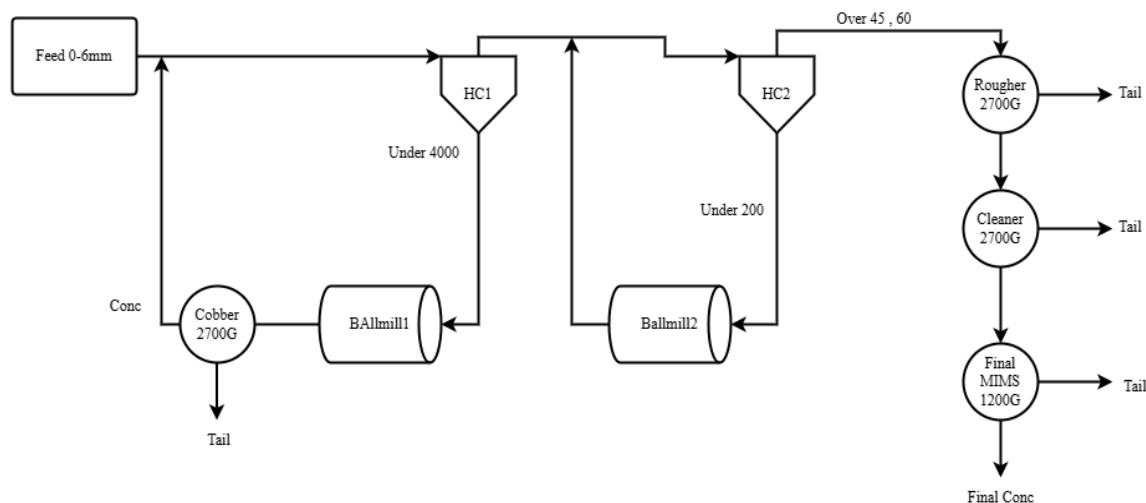 Feed 0-6mm
HC1
Under 4000
BAllmill1
Cobber
2700G
Conc
Tail
HC2
Under 200
Ballmill2
Over 45 , 60
Rougher
2700G
Tail
Cleaner
2700G
Tail
Final
MIMS
1200G
Tail
Final Conc